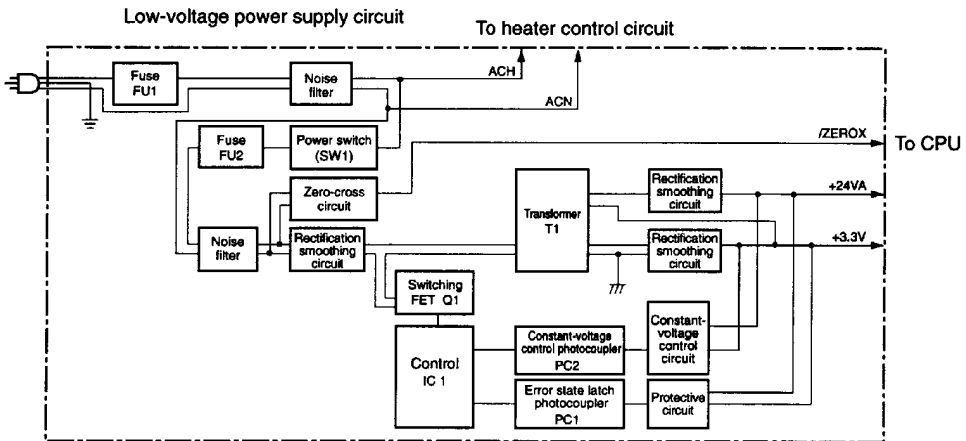 Low-voltage power supply circuit
To heater control circuit
Fuse
FU1
Noise
filter
ACH
ACN
Fuse
FU2
Power switch
(SW1)
/ZEROX
To CPU
Zero-cross
circuit
Transformer
T1
Rectification
smoothing
circuit
+24VA
Noise
filter
Rectification
smoothing
circuit
Rectification
smoothing
circuit
+3.3V
Switching
FET Q1
Control
IC 1
Constant-voltage
control photocoupler
PC2
Constant-
voltage
control
circuit
Error state latch
photocoupler
PC1
Protective
circuit